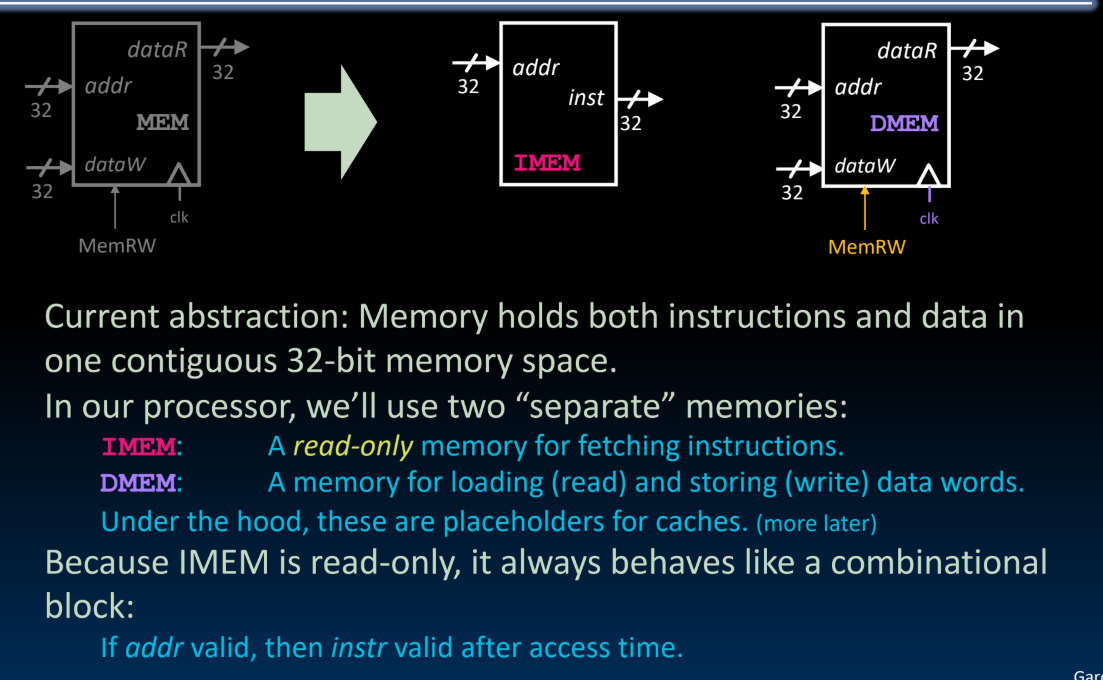 dataR
32
addr
32
MEM
dataW
32
clk
MemRW
addr
32
inst
32
IMEM
dataR
32
addr
32
DMEM
dataW
32
clk
MemRW
Current abstraction: Memory holds both instructions and data in
one contiguous 32-bit memory space.
In our processor, we’ll use two “separate” memories:
IMEM: A read-only memory for fetching instructions.
DMEM: A memory for loading (read) and storing (write) data words.
Under the hood, these are placeholders for caches. (more later)
Because IMEM is read-only, it always behaves like a combinational
block:
If addr valid, then instr valid after access time.